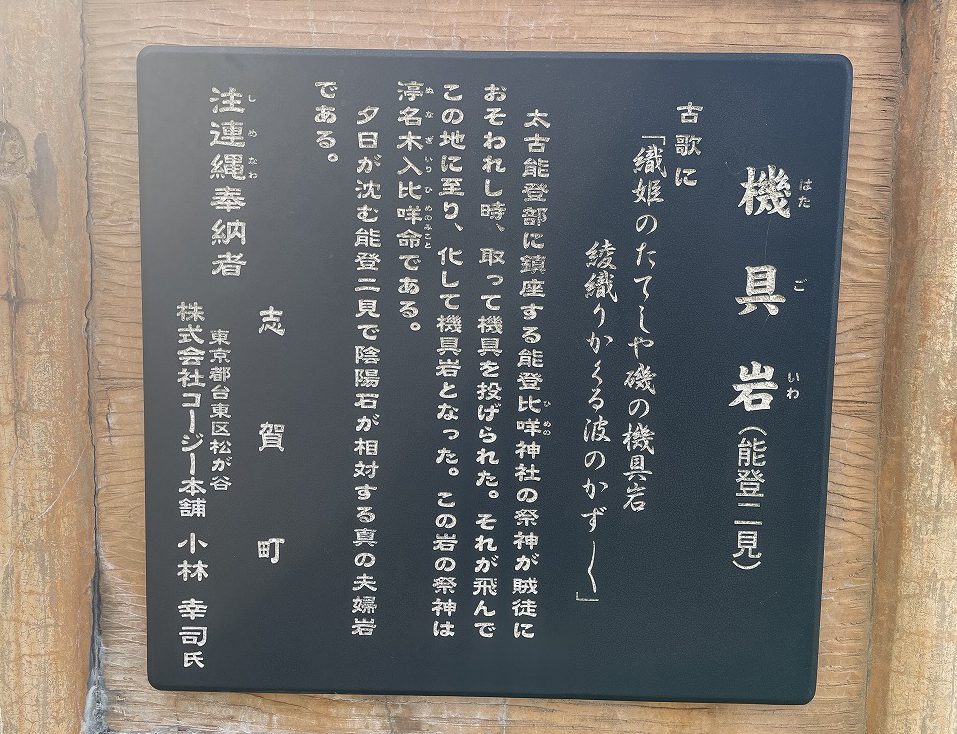 機具岩(能登二見)
古歌に
「織姫のたてしや磯の機具岩
綾織りかくる波のかず〱」
太古能登部に鎮座する能登比咩神社の祭神が賊徒に
おそわれし時、取って機具を投げられた。それが飛んで
この地に至り、化して機具岩となった。この岩の祭神は
渟名木入比咩命である。
夕日が沈む能登二見で陰陽石が相対する真の夫婦岩
である。
志賀町
注連縄奉納者
東京都台東区松が谷
株式会社コージー本舗 小林 幸司氏